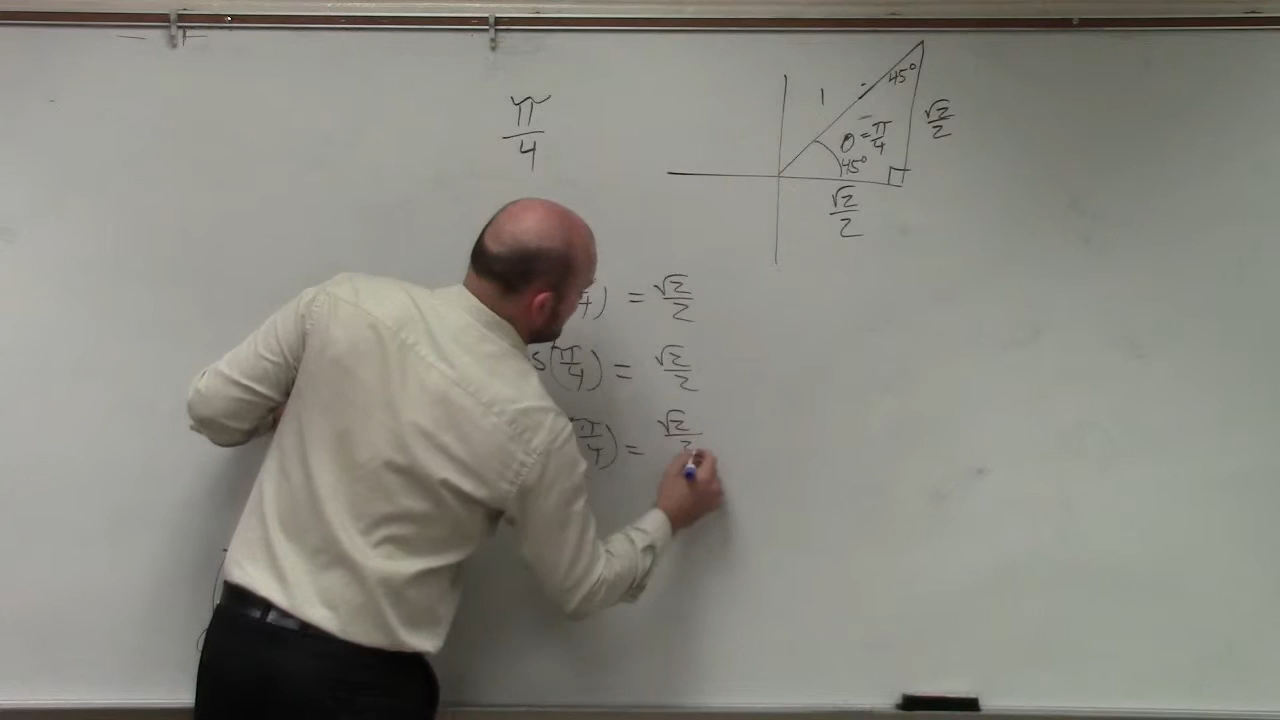 π/4
1
45°
θ = π/4
45°
√2/2
√2/2
4) = √2/2
s(π/4) = √2/2
π/4) = √2/2